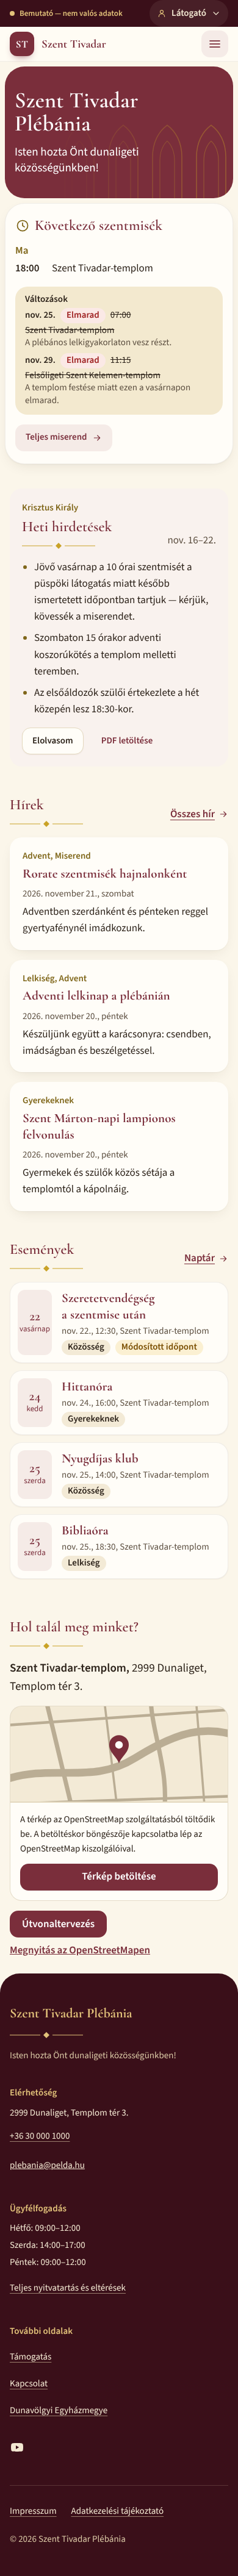 Bemutató — nem valós adatok
Látogató
ST
Szent Tivadar
Szent Tivadar
Plébánia
Isten hozta Önt dunaligeti
közösségünkben!
Következő szentmisék
Ma
18:00 Szent Tivadar-templom
Változások
nov. 25. Elmarad 07:00
Szent Tivadar-templom
A plébános lelkigyakorlaton vesz részt.
nov. 29. Elmarad 11:15
Felsőligeti Szent Kelemen-templom
A templom festése miatt ezen a vasárnapon
elmarad.
Teljes miserend
Krisztus Király
Heti hirdetések
nov. 16–22.
Jövő vasárnap a 10 órai szentmisét a
püspöki látogatás miatt később
ismertetett időpontban tartjuk — kérjük,
kövessék a miserendet.
Szombaton 15 órakor adventi
koszorúkötés a templom melletti
teremben.
Az elsőáldozók szülői értekezlete a hét
közepén lesz 18:30-kor.
Elolvasom
PDF letöltése
Hírek
Összes hír
Advent, Miserend
Rorate szentmisék hajnalonként
2026. november 21., szombat
Adventben szerdánként és pénteken reggel
gyertyafénynél imádkozunk.
Lelkiség, Advent
Adventi lelkinap a plébánián
2026. november 20., péntek
Készüljünk együtt a karácsonyra: csendben,
imádságban és beszélgetéssel.
Gyerekeknek
Szent Márton-napi lampionos
felvonulás
2026. november 20., péntek
Gyermekek és szülők közös sétája a
templomtól a kápolnáig.
Események
Naptár
22
vasárnap
Szeretetvendégség
a szentmise után
nov. 22., 12:30, Szent Tivadar-templom
Közösség
Módosított időpont
24
kedd
Hittanóra
nov. 24., 16:00, Szent Tivadar-templom
Gyerekeknek
25
szerda
Nyugdíjas klub
nov. 25., 14:00, Szent Tivadar-templom
Közösség
25
szerda
Bibliaóra
nov. 25., 18:30, Szent Tivadar-templom
Lelkiség
Hol talál meg minket?
Szent Tivadar-templom, 2999 Dunaliget,
Templom tér 3.
A térkép az OpenStreetMap szolgáltatásból töltődik
be. A betöltéskor böngészője kapcsolatba lép az
OpenStreetMap kiszolgálóival.
Térkép betöltése
Útvonaltervezés
Megnyitás az OpenStreetMapen
Szent Tivadar Plébánia
Isten hozta Önt dunaligeti közösségünkben!
Elérhetőség
2999 Dunaliget, Templom tér 3.
+36 30 000 1000
plebania@pelda.hu
Ügyfélfogadás
Hétfő: 09:00–12:00
Szerda: 14:00–17:00
Péntek: 09:00–12:00
Teljes nyitvatartás és eltérések
További oldalak
Támogatás
Kapcsolat
Dunavölgyi Egyházmegye
Impresszum
Adatkezelési tájékoztató
© 2026 Szent Tivadar Plébánia